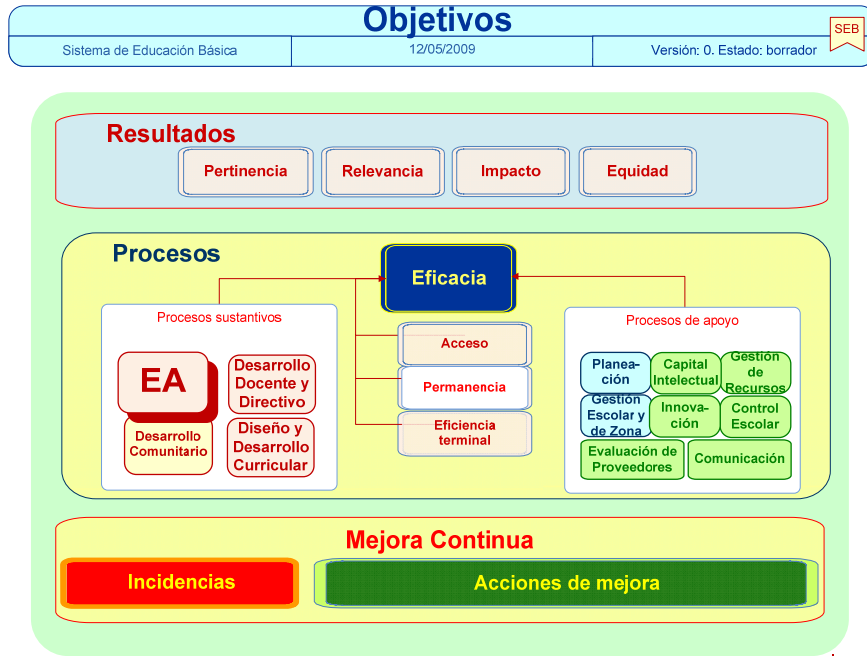 Objetivos
SEB
Sistema de Educación Básica
12/05/2009
Versión: 0. Estado: borrador
Resultados
Pertinencia
Relevancia
Impacto
Equidad
Procesos
Eficacia
Procesos sustantivos
EA
Desarrollo
Docente y
Directivo
Desarrollo
Comunitario
Diseño y
Desarrollo
Curricular
Acceso
Permanencia
Eficiencia
terminal
Procesos de apoyo
Planea-
ción
Capital
Intelectual
Gestión
de
Recursos
Gestión
Escolar y
de Zona
Innova-
ción
Control
Escolar
Evaluación de
Proveedores
Comunicación
Mejora Continua
Incidencias
Acciones de mejora